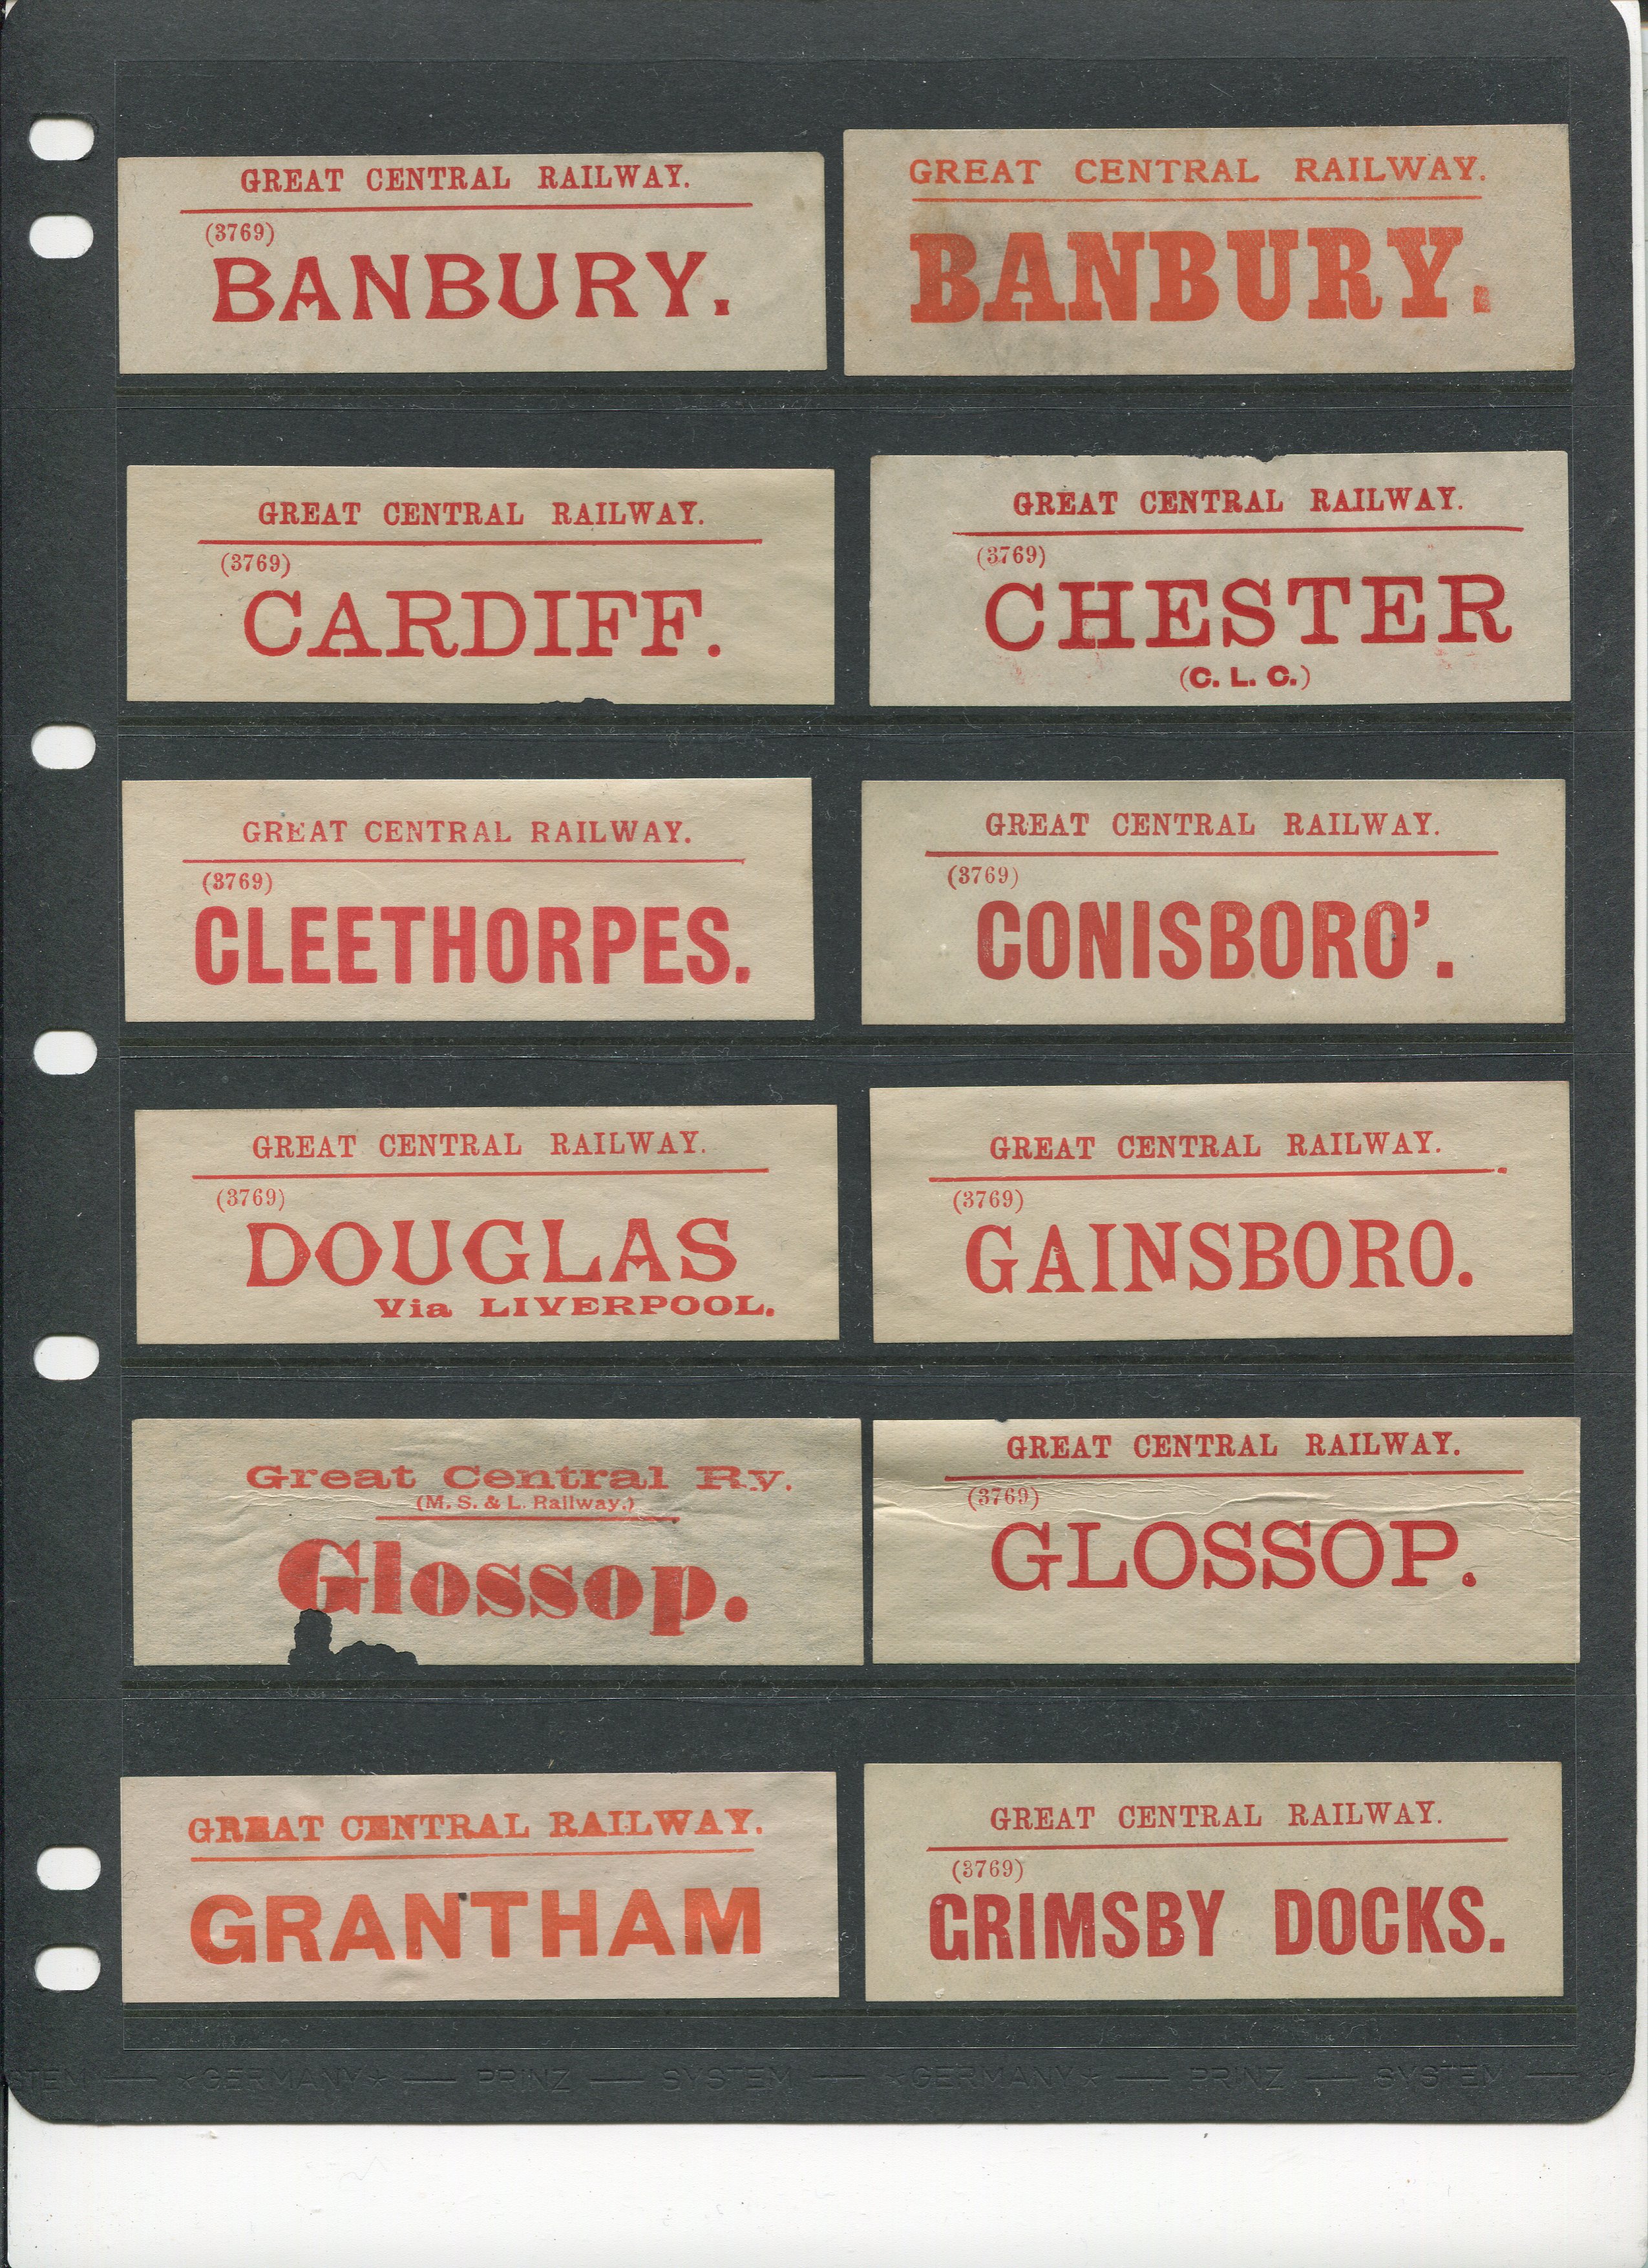 GREAT CENTRAL RAILWAY.
(3769)
BANBURY.
GREAT CENTRAL RAILWAY.
BANBURY.
GREAT CENTRAL RAILWAY.
(3769)
CARDIFF.
GREAT CENTRAL RAILWAY.
(3769)
CHESTER
(C. L. C.)
GREAT CENTRAL RAILWAY.
(3769)
CLEETHORPES.
GREAT CENTRAL RAILWAY.
(3769)
CONISBORO'.
GREAT CENTRAL RAILWAY.
(3769)
DOUGLAS
Via LIVERPOOL.
GREAT CENTRAL RAILWAY.
(3769)
GAINSBORO.
Great Central Ry.
(M. S. & L. Railway.)
Glossop.
GREAT CENTRAL RAILWAY.
(3769)
GLOSSOP.
GREAT CENTRAL RAILWAY.
GRANTHAM
GREAT CENTRAL RAILWAY.
(3769)
GRIMSBY DOCKS.
STEM — *GERMANY* — PRINZ — SYSTEM — *GERMANY* — PRINZ — SYSTEM —